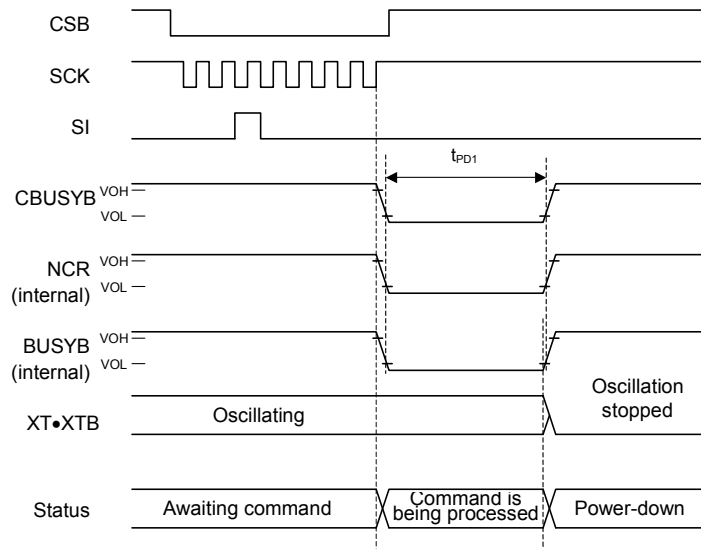 CSB
SCK
SI
tPD1
CBUSYB VOH
VOL
NCR
(internal)
VOH
VOL
BUSYB
(internal)
VOH
VOL
XT•XTB
Oscillating
Oscillation
stopped
Status
Awaiting command
Command is
being processed
Power-down